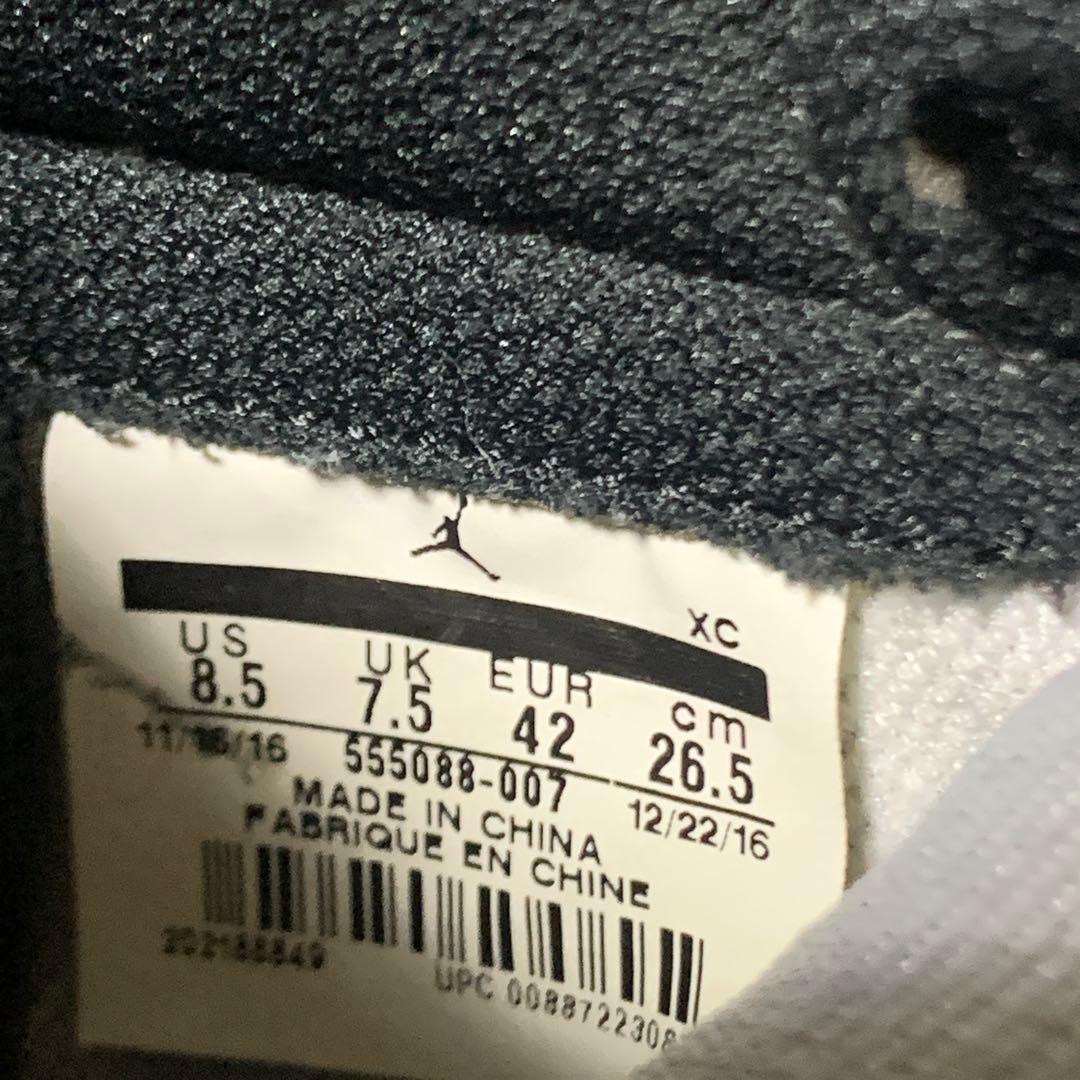 XC
US UK EUR cm
8.5 7.5 42 26.5
555088-007 12/22/16
MADE IN CHINA
FABRIQUE EN CHINE
UPC